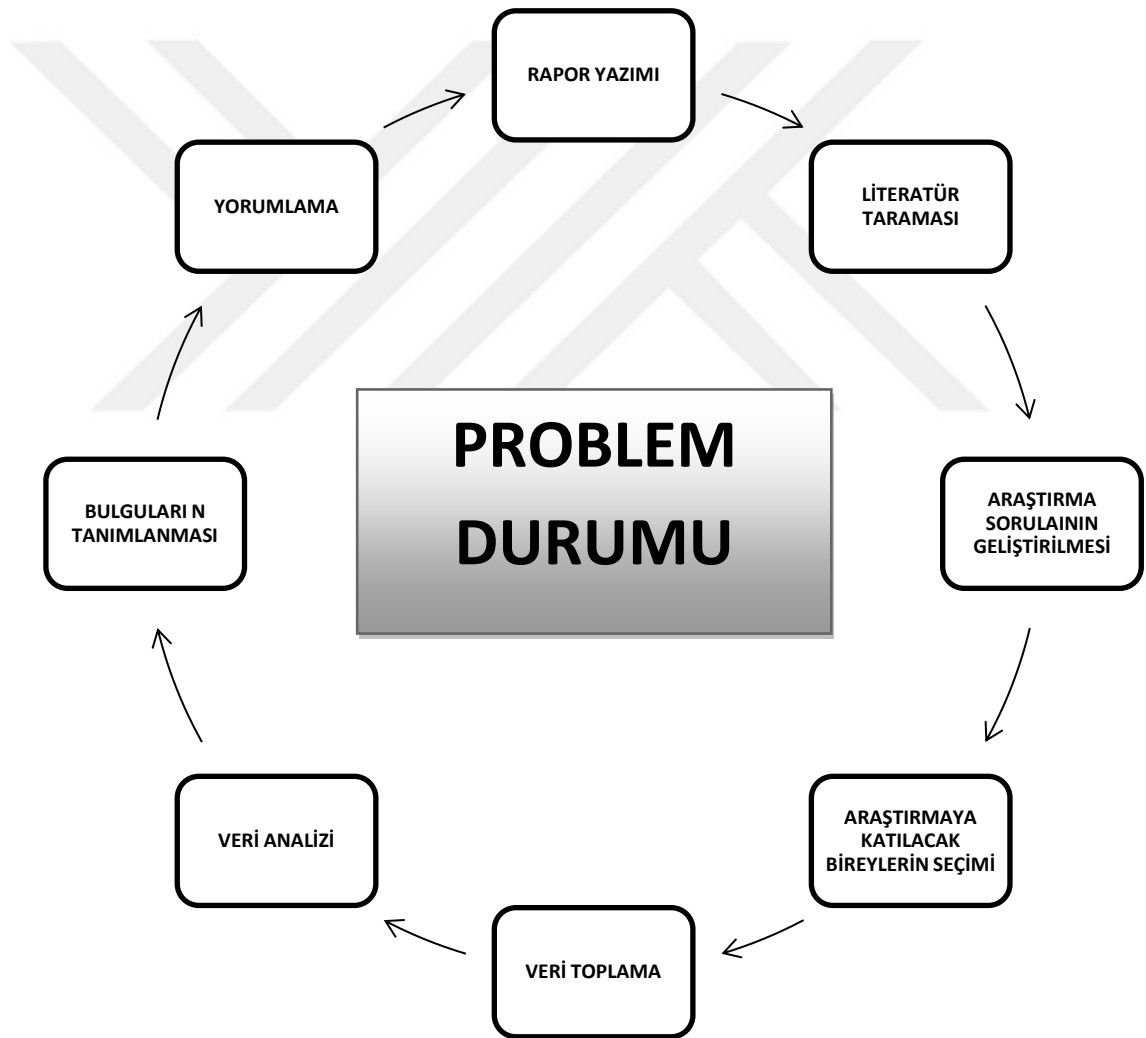 RAPOR YAZIMI
LİTERATÜR
TARAMASI
ARAŞTIRMA
SORULAININ
GELİŞTİRİLMESİ
ARAŞTIRMAYA
KATILACAK
BİREYLERİN SEÇİMİ
VERİ TOPLAMA
VERİ ANALİZİ
BULGULARI N
TANIMLANMASI
YORUMLAMA
PROBLEM
DURUMU